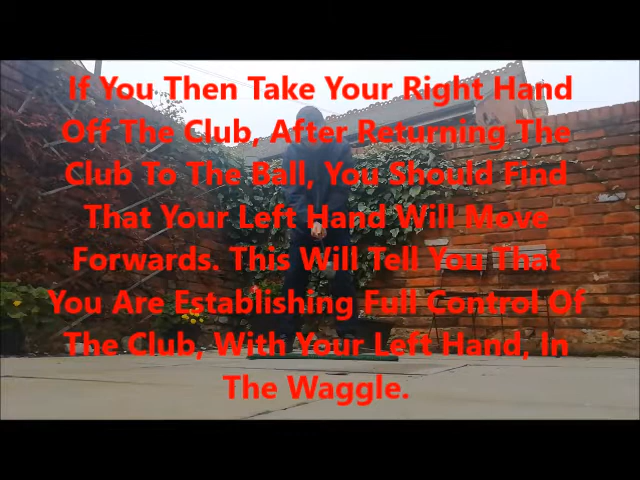 If You Then Take Your Right Hand
Off The Club, After Returning The
Club To The Ball, You Should Find
That Your Left Hand Will Move
Forwards. This Will Tell You That
You Are Establishing Full Control Of
The Club, With Your Left Hand, In
The Waggle.